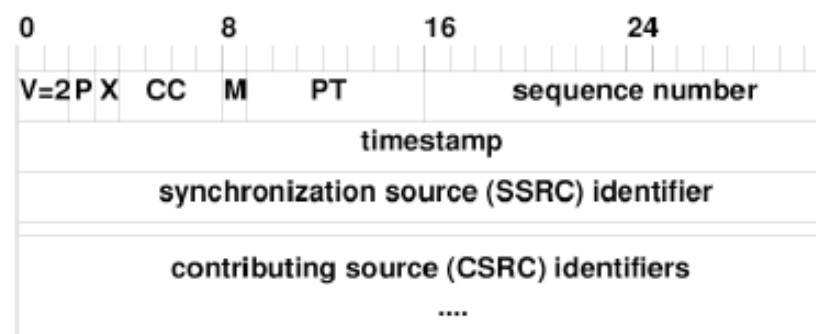 0 8 16 24
V=2 P X CC M PT sequence number
timestamp
synchronization source (SSRC) identifier
contributing source (CSRC) identifiers
....